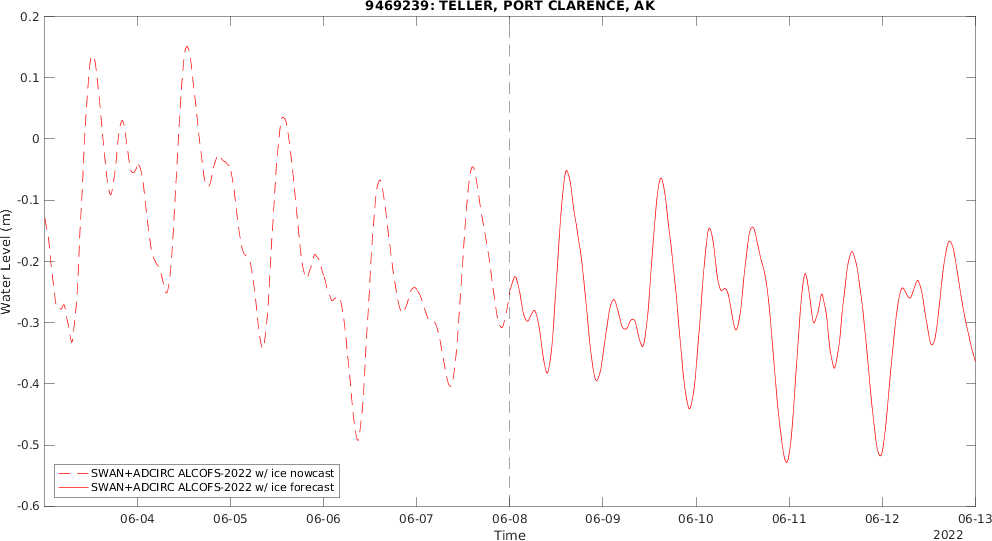 9469239: TELLER, PORT CLARENCE, AK
0.2
0.1
0
-0.1
-0.2
-0.3
-0.4
-0.5
-0.6
Water Level (m)
SWAN+ADCIRC ALCOFS-2022 w/ ice nowcast
SWAN+ADCIRC ALCOFS-2022 w/ ice forecast
06-04 06-05 06-06 06-07 06-08 06-09 06-10 06-11 06-12 06-13
Time
2022